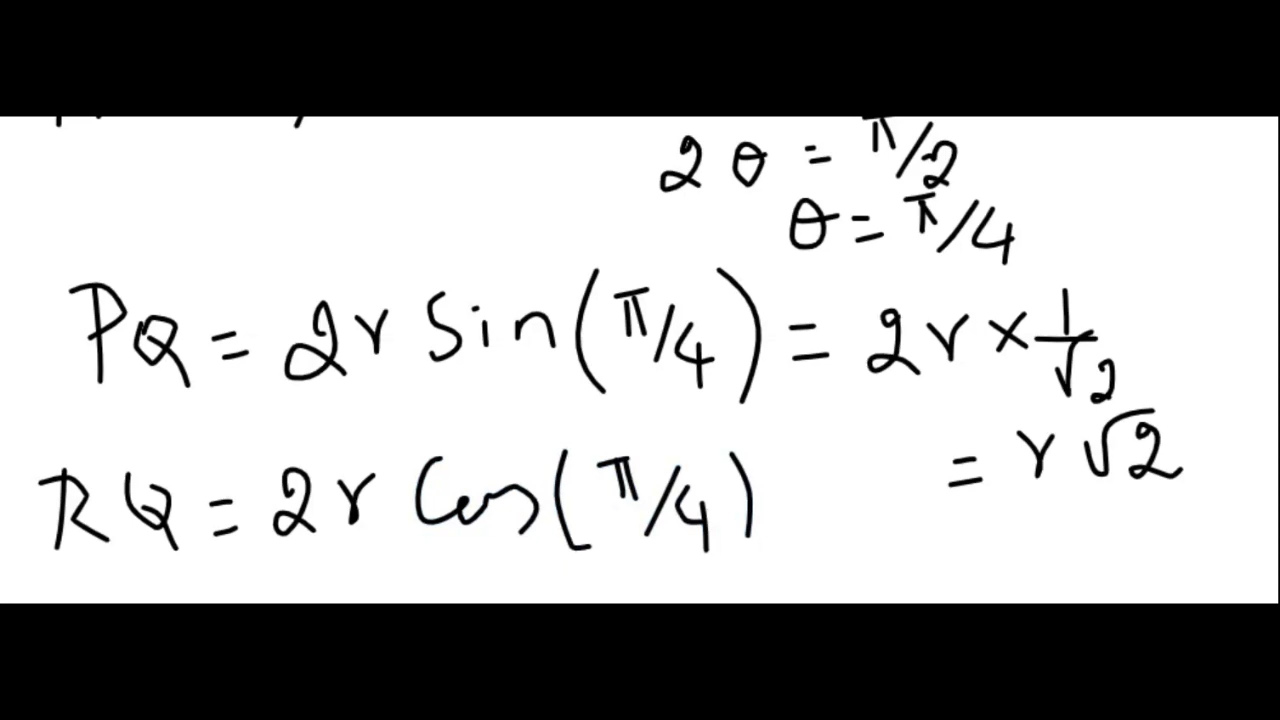 2θ = π/2
θ = π/4
PQ = 2r Sin(π/4) = 2r × 1/√2
= r√2
RQ = 2r Cos(π/4)